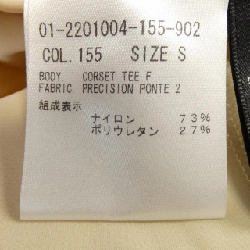 01-2201004-155-902
COL.155 SIZE S
BODY CORSET TEE F
FABRIC PRECISION PONTE 2
組成表示
ナイロン 73%
ポリウレタン 27%